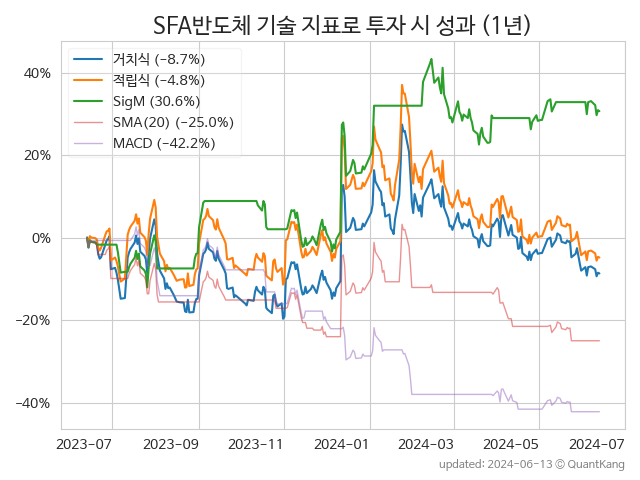 SFA반도체 기술 지표로 투자 시 성과 (1년)
거치식 (−8.7%)
적립식 (−4.8%)
SigM (30.6%)
SMA(20) (−25.0%)
MACD (−42.2%)
40%
20%
0%
−20%
−40%
2023-07 2023-09 2023-11 2024-01 2024-03 2024-05 2024-07
updated: 2024-06-13 ⓒ QuantKang